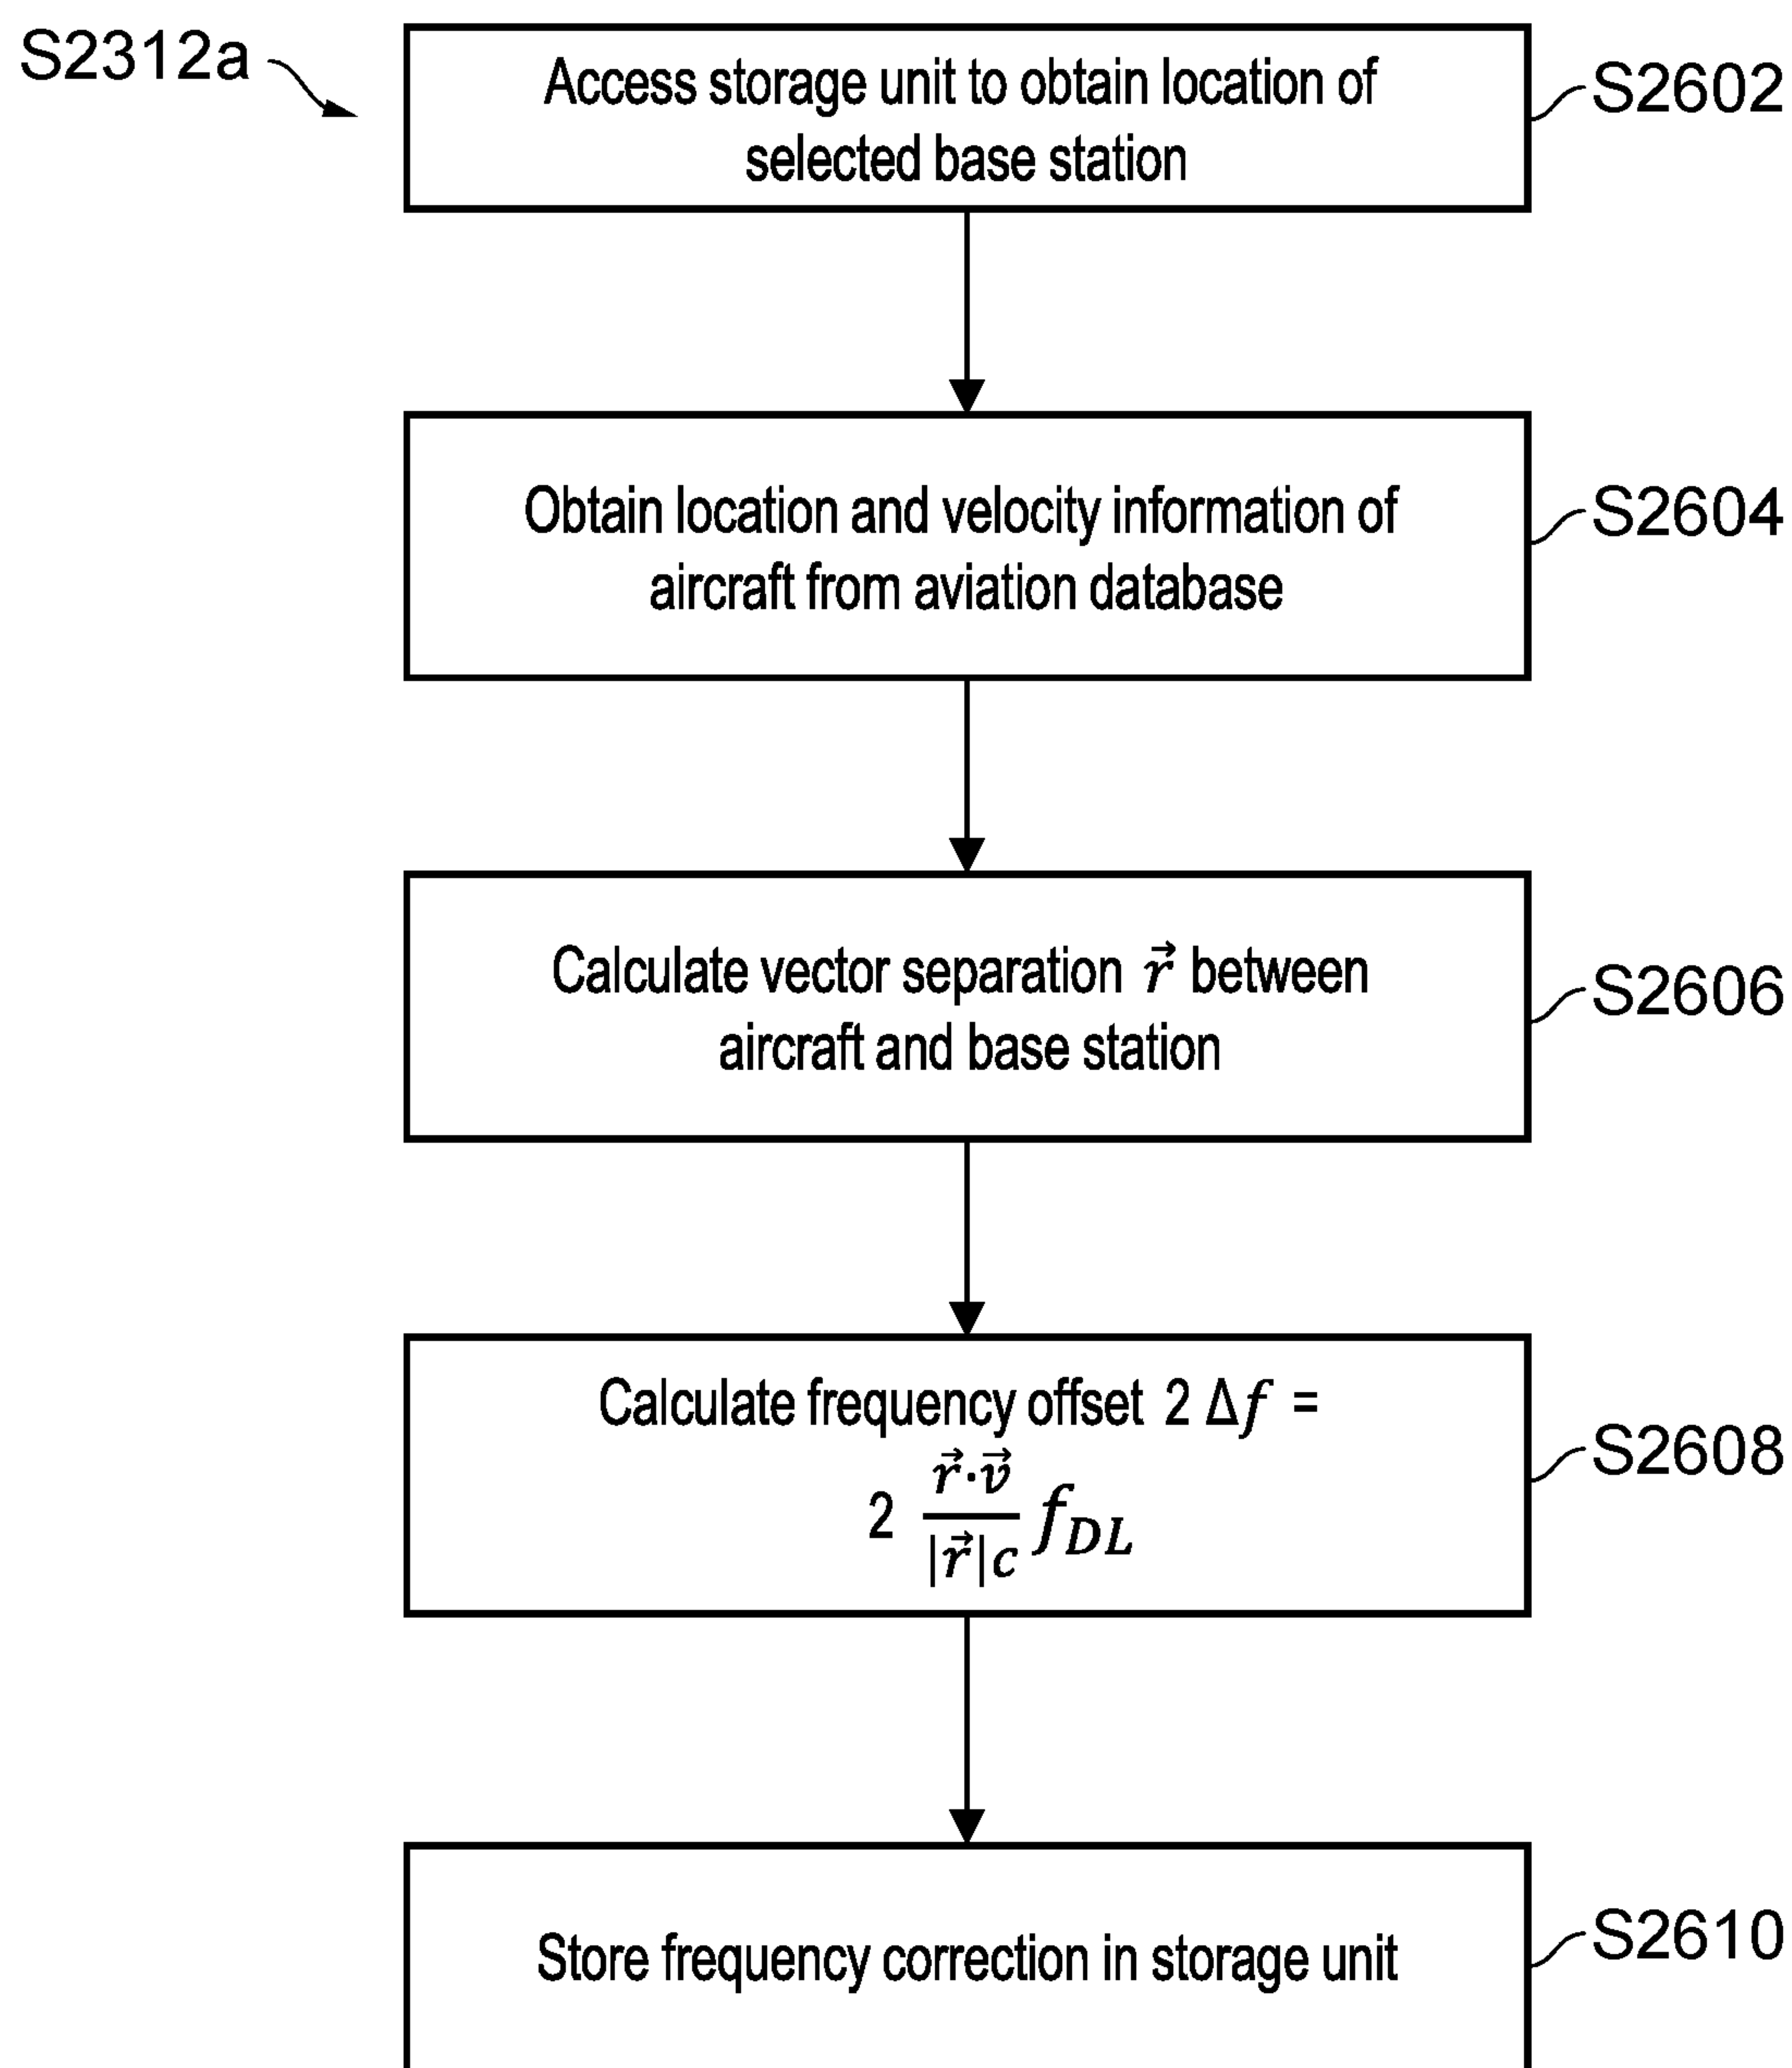 S2312a
Access storage unit to obtain location of
selected base station
S2602
Obtain location and velocity information of
aircraft from aviation database
S2604
Calculate vector separation r⃗ between
aircraft and base station
S2606
Calculate frequency offset 2 Δf =
2 r⃗·v⃗ / |r⃗|c f_DL
S2608
Store frequency correction in storage unit
S2610